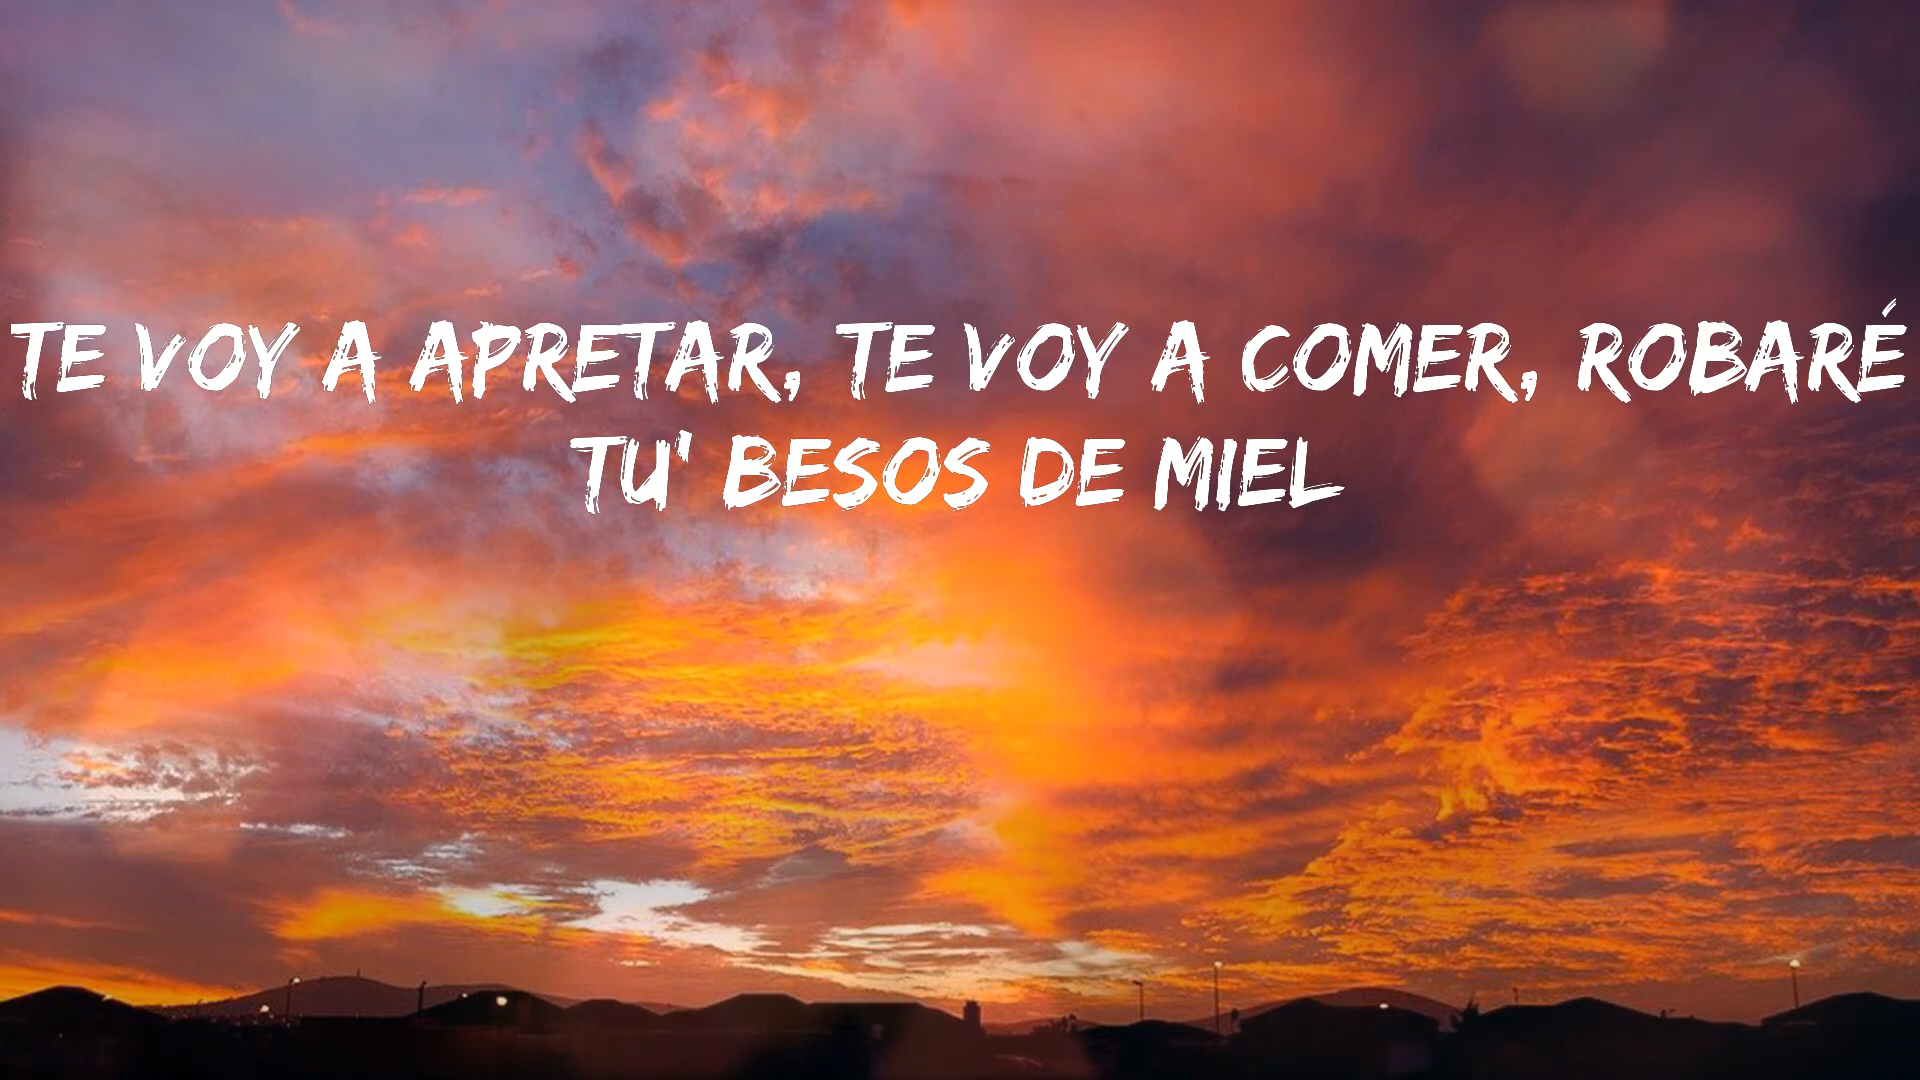 TE VOY A APRETAR, TE VOY A COMER, ROBARÉ
TU' BESOS DE MIEL